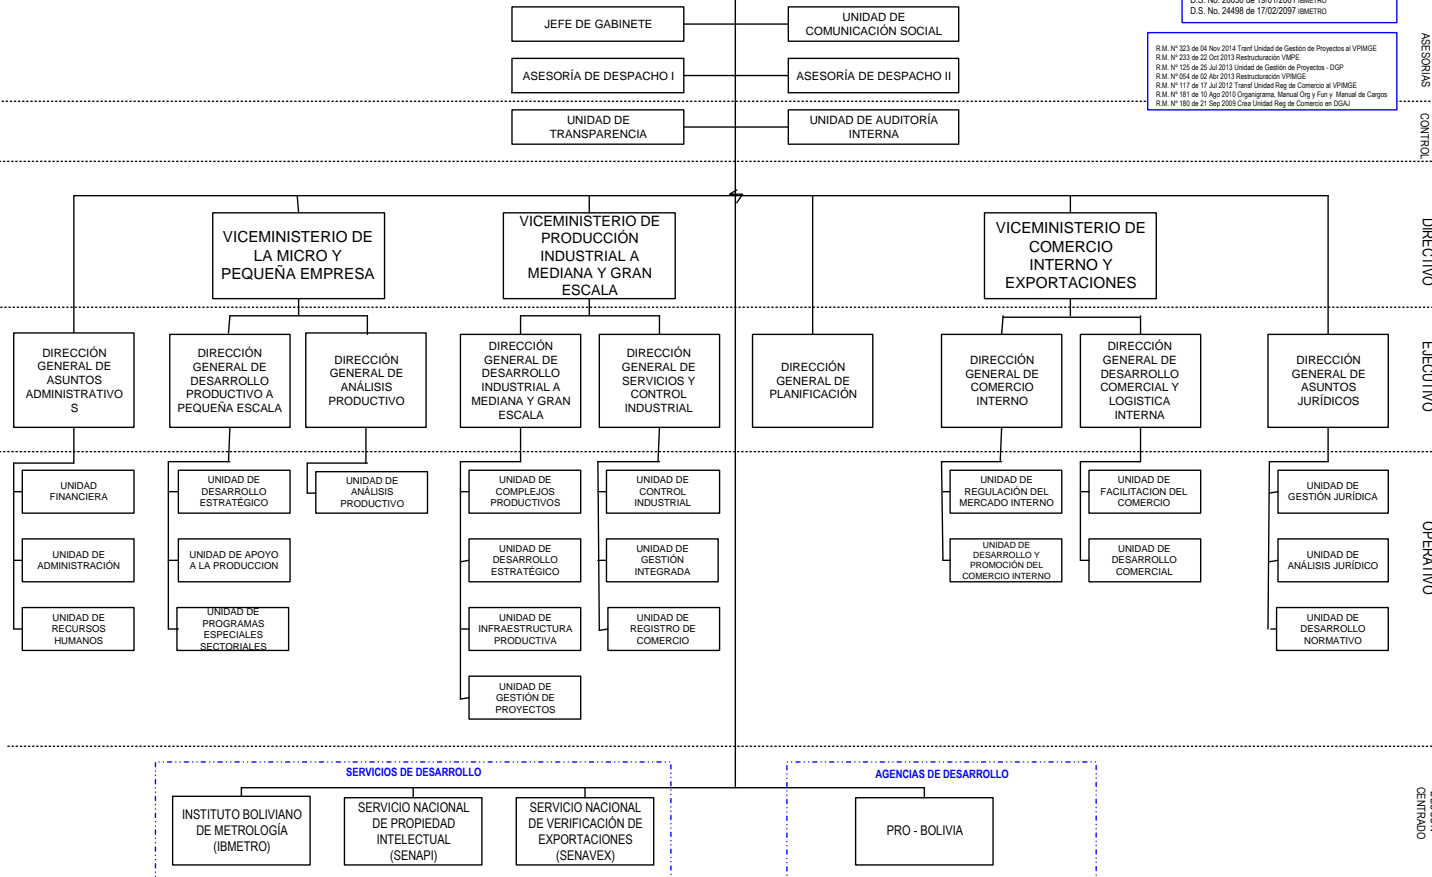 D.S. No. 24498 de 17/02/2097 IBMETRO
JEFE DE GABINETE
UNIDAD DE
COMUNICACIÓN SOCIAL
ASESORÍA DE DESPACHO I
ASESORÍA DE DESPACHO II
R.M. Nº 323 de 04 Nov 2014 Tranf Unidad de Gestión de Proyectos al VPIMGE
R.M. Nº 233 de 22 Oct 2013 Restructuración VMPE
R.M. Nº 125 de 25 Jul 2013 Unidad de Gestión de Proyectos - DGP
R.M. Nº 054 de 02 Abr 2013 Restructuración VPIMGE
R.M. Nº 117 de 17 Jul 2012 Transf Unidad Reg de Comercio al VPIMGE
R.M. Nº 181 de 10 Ago 2010 Organigrama, Manual Org y Fun y Manual de Cargos
R.M. Nº 180 de 21 Sep 2009 Crea Unidad Reg de Comercio en DGAJ
ASESORIAS
UNIDAD DE
TRANSPARENCIA
UNIDAD DE AUDITORÍA
INTERNA
CONTROL
VICEMINISTERIO DE
LA MICRO Y
PEQUEÑA EMPRESA
VICEMINISTERIO DE
PRODUCCIÓN
INDUSTRIAL A
MEDIANA Y GRAN
ESCALA
VICEMINISTERIO DE
COMERCIO
INTERNO Y
EXPORTACIONES
DIRECTIVO
DIRECCIÓN
GENERAL DE
ASUNTOS
ADMINISTRATIVO
S
DIRECCIÓN
GENERAL DE
DESARROLLO
PRODUCTIVO A
PEQUEÑA ESCALA
DIRECCIÓN
GENERAL DE
ANÁLISIS
PRODUCTIVO
DIRECCIÓN
GENERAL DE
DESARROLLO
INDUSTRIAL A
MEDIANA Y GRAN
ESCALA
DIRECCIÓN
GENERAL DE
SERVICIOS Y
CONTROL
INDUSTRIAL
DIRECCIÓN
GENERAL DE
PLANIFICACIÓN
DIRECCIÓN
GENERAL DE
COMERCIO
INTERNO
DIRECCIÓN
GENERAL DE
DESARROLLO
COMERCIAL Y
LOGISTICA
INTERNA
DIRECCIÓN
GENERAL DE
ASUNTOS
JURÍDICOS
EJECUTIVO
UNIDAD
FINANCIERA
UNIDAD DE
DESARROLLO
ESTRATÉGICO
UNIDAD DE
ANÁLISIS
PRODUCTIVO
UNIDAD DE
COMPLEJOS
PRODUCTIVOS
UNIDAD DE
CONTROL
INDUSTRIAL
UNIDAD DE
REGULACIÓN DEL
MERCADO INTERNO
UNIDAD DE
FACILITACION DEL
COMERCIO
UNIDAD DE
GESTIÓN JURÍDICA
UNIDAD DE
ADMINISTRACIÓN
UNIDAD DE APOYO
A LA PRODUCCION
UNIDAD DE
DESARROLLO
ESTRATÉGICO
UNIDAD DE
GESTIÓN
INTEGRADA
UNIDAD DE
DESARROLLO Y
PROMOCIÓN DEL
COMERCIO INTERNO
UNIDAD DE
DESARROLLO
COMERCIAL
UNIDAD DE
ANÁLISIS JURÍDICO
OPERATIVO
UNIDAD DE
RECURSOS
HUMANOS
UNIDAD DE
PROGRAMAS
ESPECIALES
SECTORIALES
UNIDAD DE
INFRAESTRUCTURA
PRODUCTIVA
UNIDAD DE
REGISTRO DE
COMERCIO
UNIDAD DE
DESARROLLO
NORMATIVO
UNIDAD DE
GESTIÓN DE
PROYECTOS
SERVICIOS DE DESARROLLO
AGENCIAS DE DESARROLLO
INSTITUTO BOLIVIANO
DE METROLOGÍA
(IBMETRO)
SERVICIO NACIONAL
DE PROPIEDAD
INTELECTUAL
(SENAPI)
SERVICIO NACIONAL
DE VERIFICACIÓN DE
EXPORTACIONES
(SENAVEX)
PRO - BOLIVIA
CENTRADO